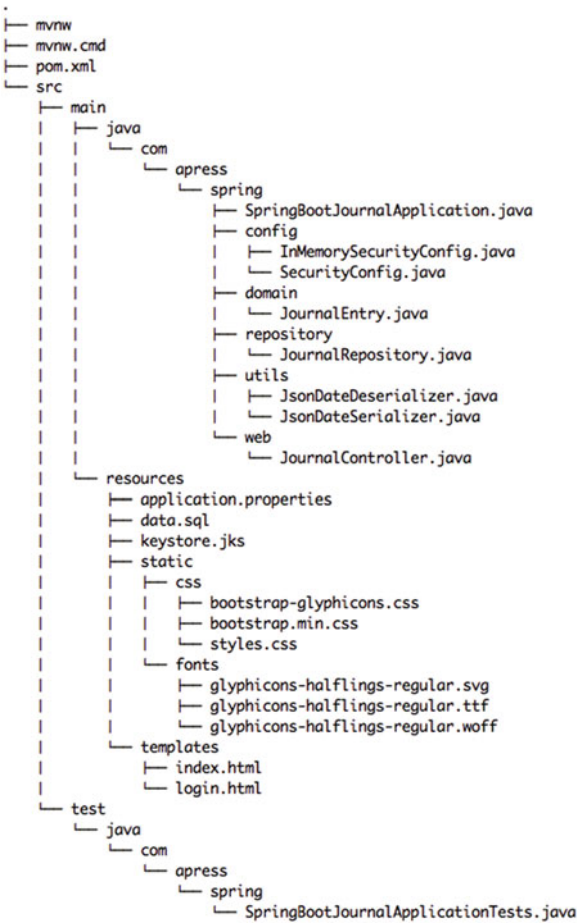 .
├── mvnw
├── mvnw.cmd
├── pom.xml
└── src
    ├── main
    |   ├── java
    |   |   └── com
    |   |       └── apress
    |   |           └── spring
    |   |               ├── SpringBootJournalApplication.java
    |   |               ├── config
    |   |               |   ├── InMemorySecurityConfig.java
    |   |               |   └── SecurityConfig.java
    |   |               ├── domain
    |   |               |   └── JournalEntry.java
    |   |               ├── repository
    |   |               |   └── JournalRepository.java
    |   |               ├── utils
    |   |               |   ├── JsonDateDeserializer.java
    |   |               |   └── JsonDateSerializer.java
    |   |               └── web
    |   |                   └── JournalController.java
    |   └── resources
    |       ├── application.properties
    |       ├── data.sql
    |       ├── keystore.jks
    |       ├── static
    |       |   ├── css
    |       |   |   ├── bootstrap-glyphicons.css
    |       |   |   ├── bootstrap.min.css
    |       |   |   └── styles.css
    |       |   └── fonts
    |       |       ├── glyphicons-halflings-regular.svg
    |       |       ├── glyphicons-halflings-regular.ttf
    |       |       └── glyphicons-halflings-regular.woff
    |       └── templates
    |           ├── index.html
    |           └── login.html
    └── test
        └── java
            └── com
                └── apress
                    └── spring
                        └── SpringBootJournalApplicationTests.java